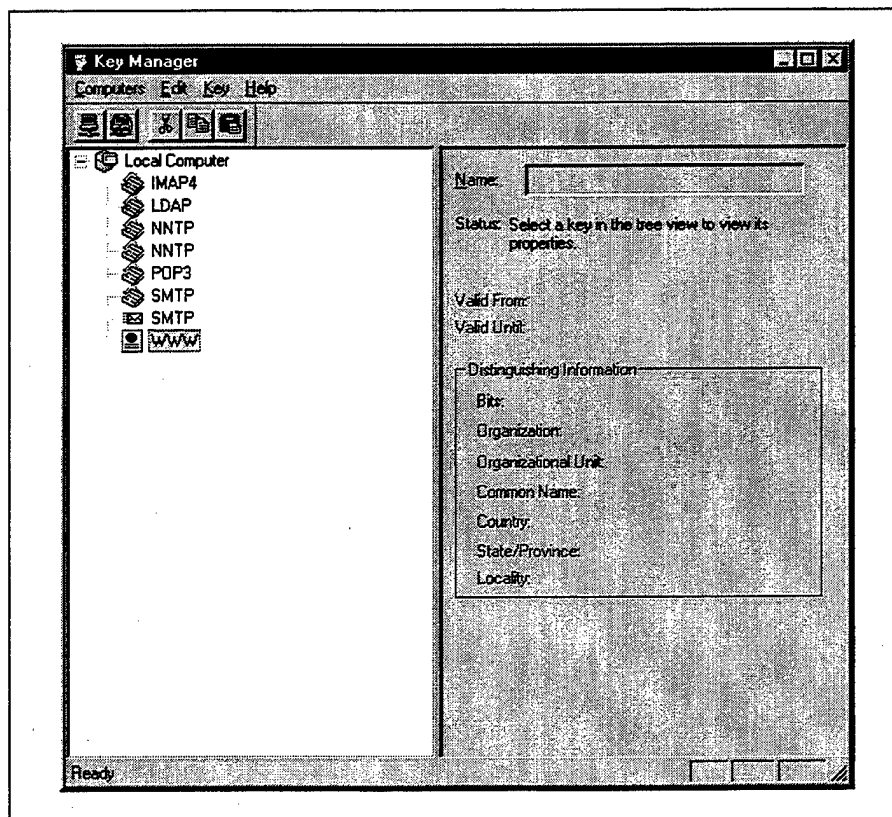 Key Manager
Computers Edit Key Help
Local Computer
IMAP4
LDAP
NNTP
NNTP
POP3
SMTP
SMTP
WWW
Name:
Status: Select a key in the tree view to view its
properties.
Valid From:
Valid Until:
Distinguishing Information
Bits:
Organization:
Organizational Unit:
Common Name:
Country:
State/Province:
Locality:
Ready